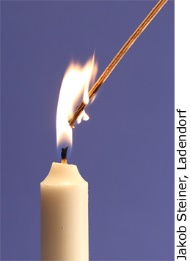 Jakob Steiner, Ladendorf